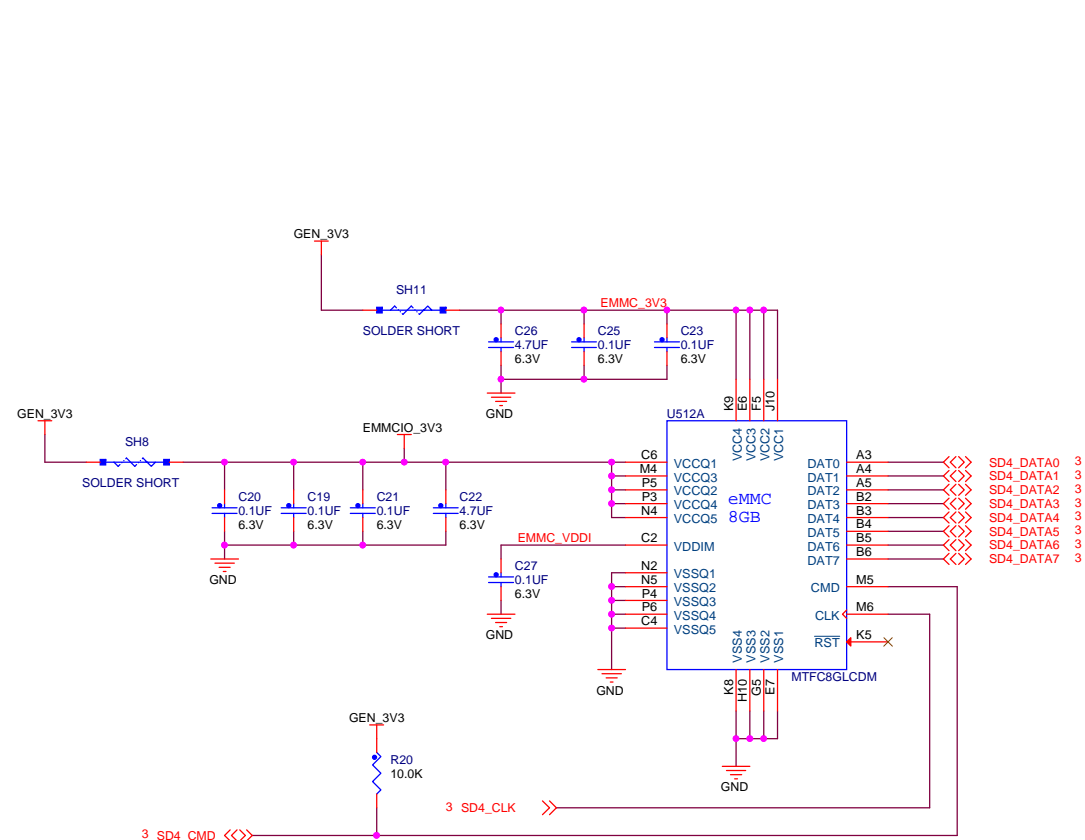 GEN_3V3
SH11
EMMC_3V3
SOLDER SHORT
C26
4.7UF
6.3V
C25
0.1UF
6.3V
C23
0.1UF
6.3V
GND
K9
E6
F5
J10
GEN_3V3
SH8
SOLDER SHORT
EMMCIO_3V3
C20
0.1UF
6.3V
C19
0.1UF
6.3V
C21
0.1UF
6.3V
C22
4.7UF
6.3V
GND
EMMC_VDDI
C27
0.1UF
6.3V
GND
U512A
VCC4
VCC3
VCC2
VCC1
C6 VCCQ1
M4 VCCQ3
P5 VCCQ2
P3 VCCQ4
N4 VCCQ5
eMMC
8GB
C2 VDDIM
N2 VSSQ1
N5 VSSQ2
P4 VSSQ3
P6 VSSQ4
C4 VSSQ5
GND
DAT0 A3 SD4_DATA0 3
DAT1 A4 SD4_DATA1 3
DAT2 A5 SD4_DATA2 3
DAT3 B2 SD4_DATA3 3
DAT4 B3 SD4_DATA4 3
DAT5 B4 SD4_DATA5 3
DAT6 B5 SD4_DATA6 3
DAT7 B6 SD4_DATA7 3
CMD M5
CLK M6
RST K5
VSS4
VSS3
VSS2
VSS1
MTFC8GLCDM
K8
H10
G5
E7
GND
GEN_3V3
R20
10.0K
3 SD4_CLK
3 SD4_CMD